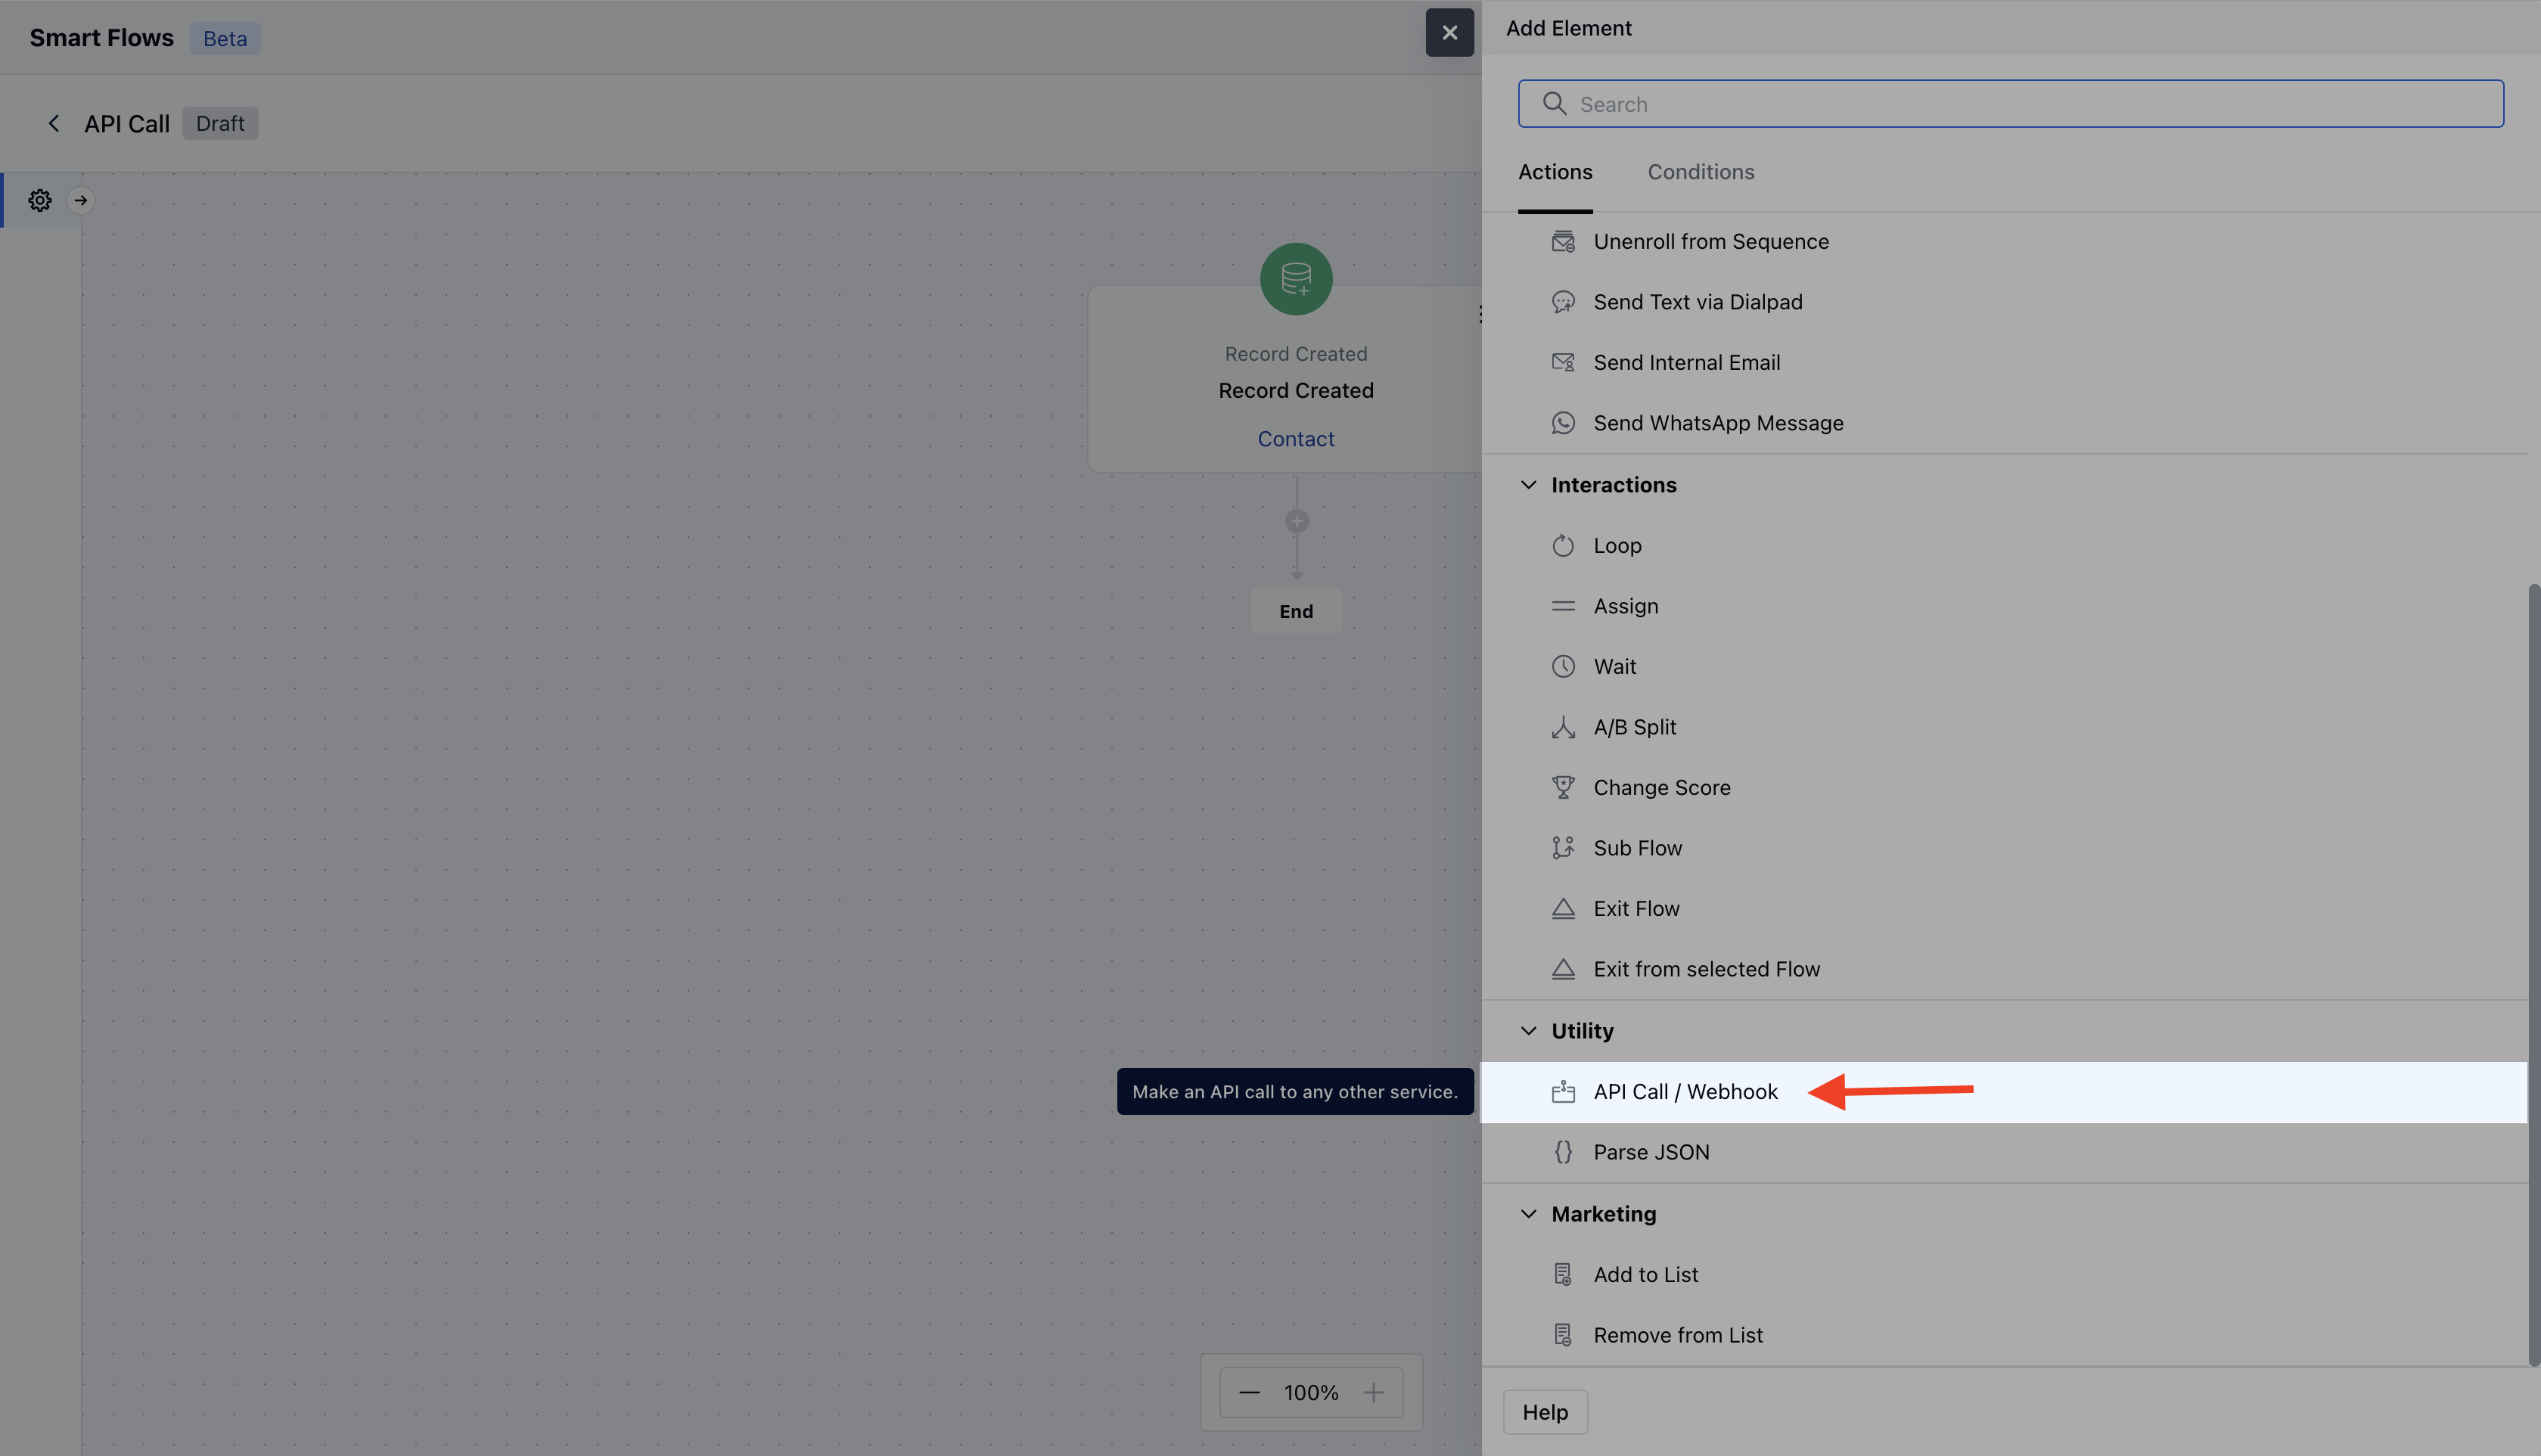 Smart Flows Beta
API Call Draft
Record Created
Record Created
Contact
End
Make an API call to any other service.
100%
Add Element
Search
Actions Conditions
Unenroll from Sequence
Send Text via Dialpad
Send Internal Email
Send WhatsApp Message
Interactions
Loop
Assign
Wait
A/B Split
Change Score
Sub Flow
Exit Flow
Exit from selected Flow
Utility
API Call / Webhook
Parse JSON
Marketing
Add to List
Remove from List
Help